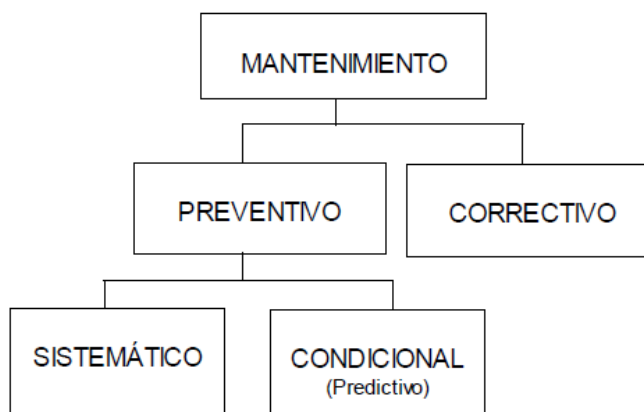 MANTENIMIENTO
PREVENTIVO
CORRECTIVO
SISTEMÁTICO
CONDICIONAL
(Predictivo)